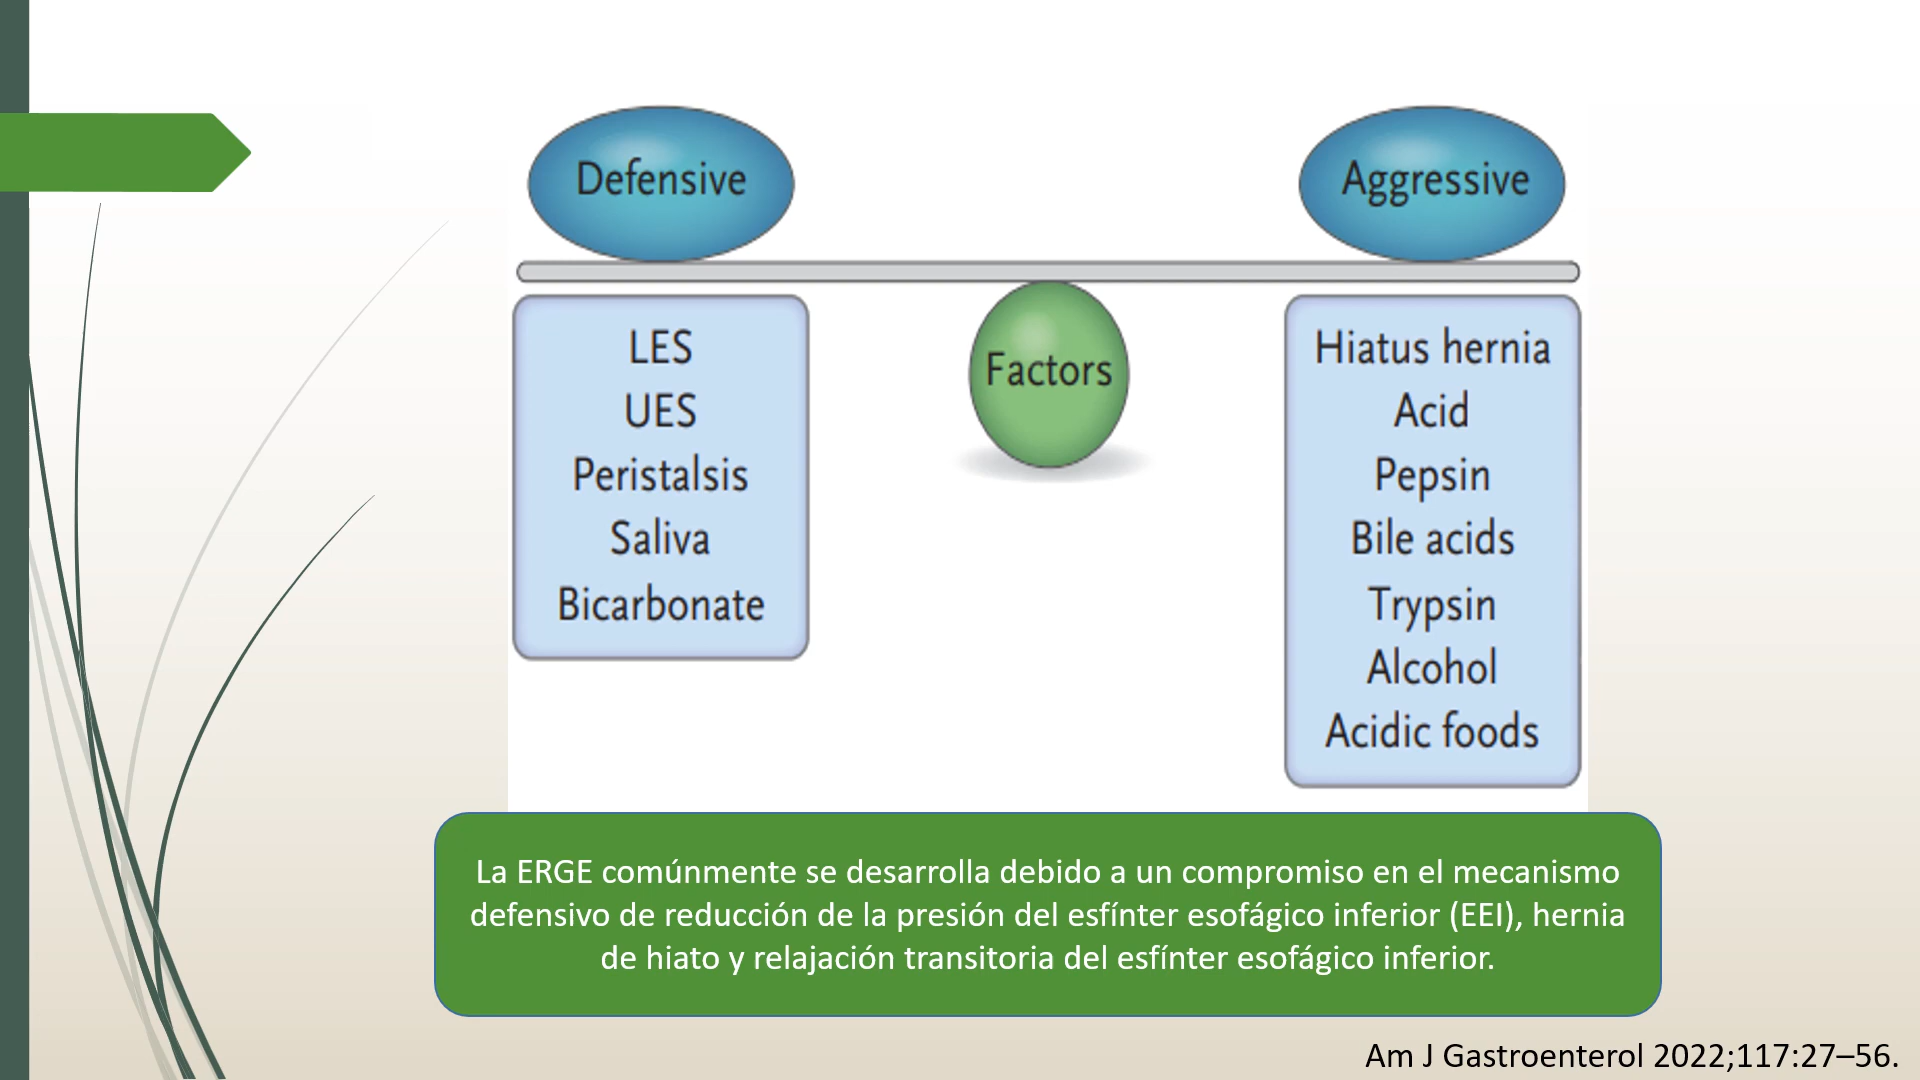 Defensive
Aggressive
LES
UES
Peristalsis
Saliva
Bicarbonate
Factors
Hiatus hernia
Acid
Pepsin
Bile acids
Trypsin
Alcohol
Acidic foods
La ERGE comúnmente se desarrolla debido a un compromiso en el mecanismo
defensivo de reducción de la presión del esfínter esofágico inferior (EEI), hernia
de hiato y relajación transitoria del esfínter esofágico inferior.
Am J Gastroenterol 2022;117:27–56.